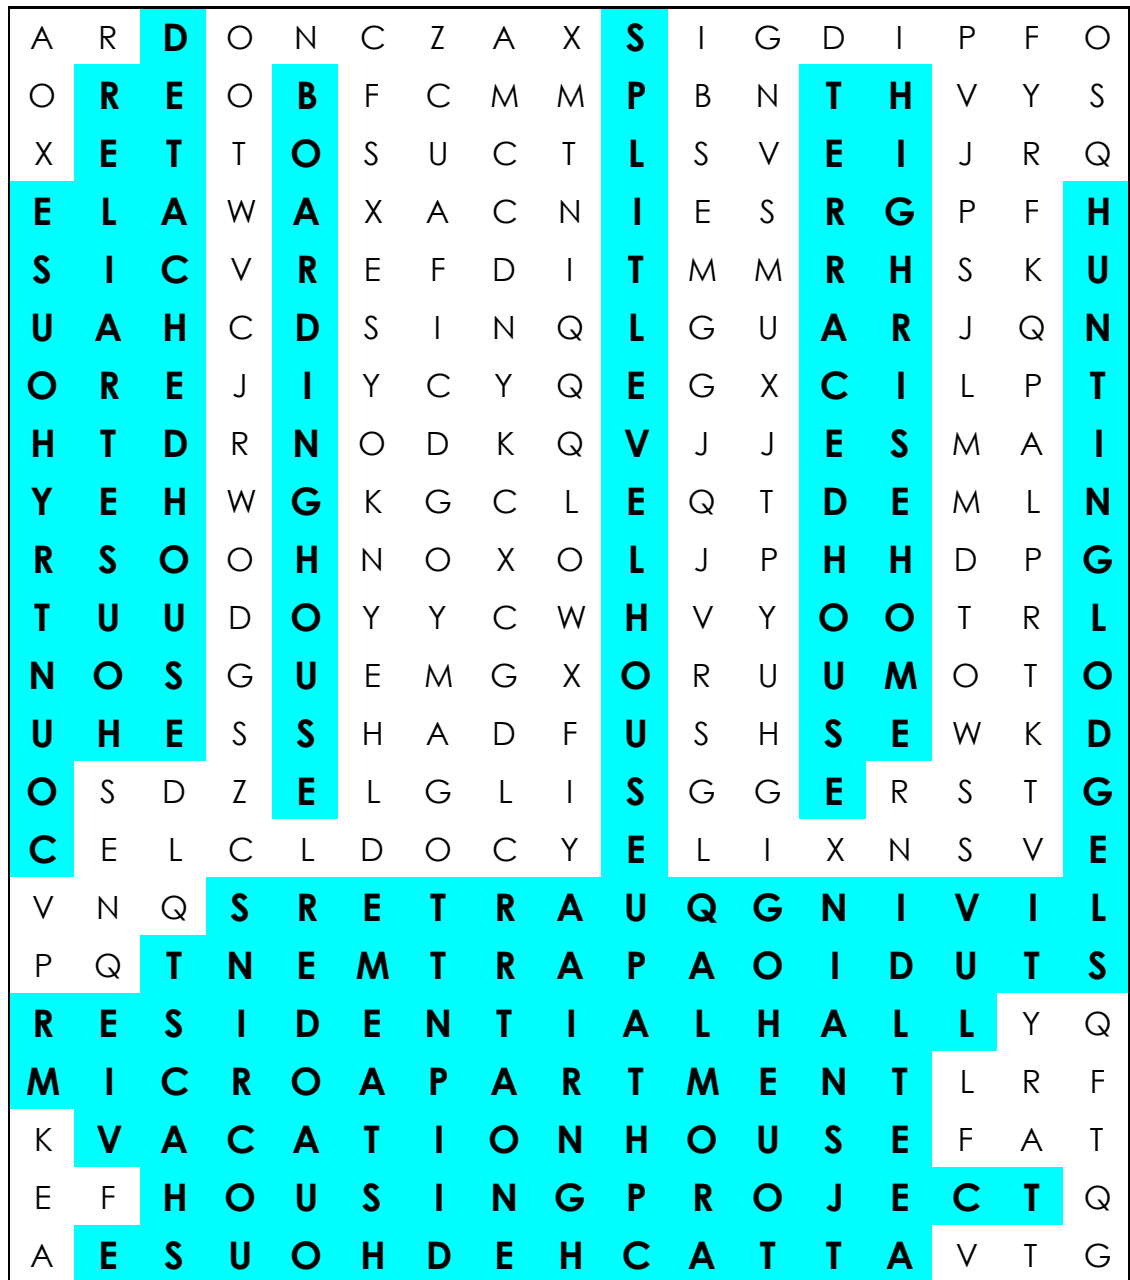 A R D O N C Z A X S I G D I P F O
O R E O B F C M M P B N T H V Y S
X E T T O S U C T L S V E I J R Q
E L A W A X A C N I E S R G P F H
S I C V R E F D I T M M R H S K U
U A H C D S I N Q L G U A R J Q N
O R E J I Y C Y Q E G X C I L P T
H T D R N O D K Q V J J E S M A I
Y E H W G K G C L E Q T D E M L N
R S O O H N O X O L J P H H D P G
T U U D O Y Y C W H V Y O O T R L
N O S G U E M G X O R U U M O T O
U H E S S H A D F U S H S E W K D
O S D Z E L G L I S G G E R S T G
C E L C L D O C Y E L I X N S V E
V N Q S R E T R A U Q G N I V I L
P Q T N E M T R A P A O I D U T S
R E S I D E N T I A L H A L L Y Q
M I C R O A P A R T M E N T L R F
K V A C A T I O N H O U S E F A T
E F H O U S I N G P R O J E C T Q
A E S U O H D E H C A T T A V T G